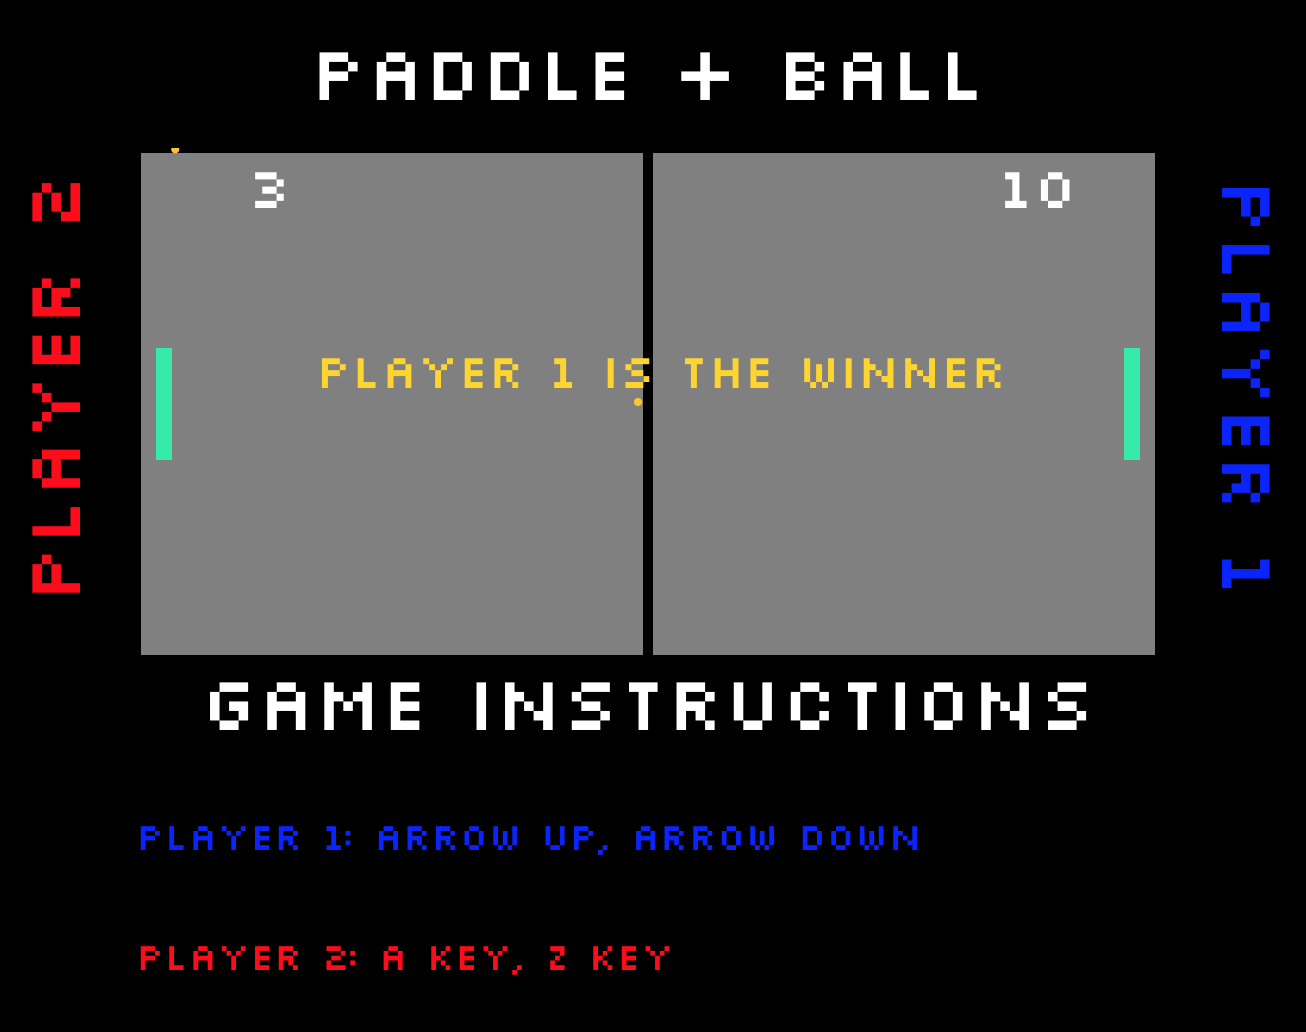 PADDLE + BALL
PLAYER 2
3
10
PLAYER 1 IS THE WINNER
PLAYER 1
GAME INSTRUCTIONS
PLAYER 1: ARROW UP, ARROW DOWN
PLAYER 2: A KEY, Z KEY